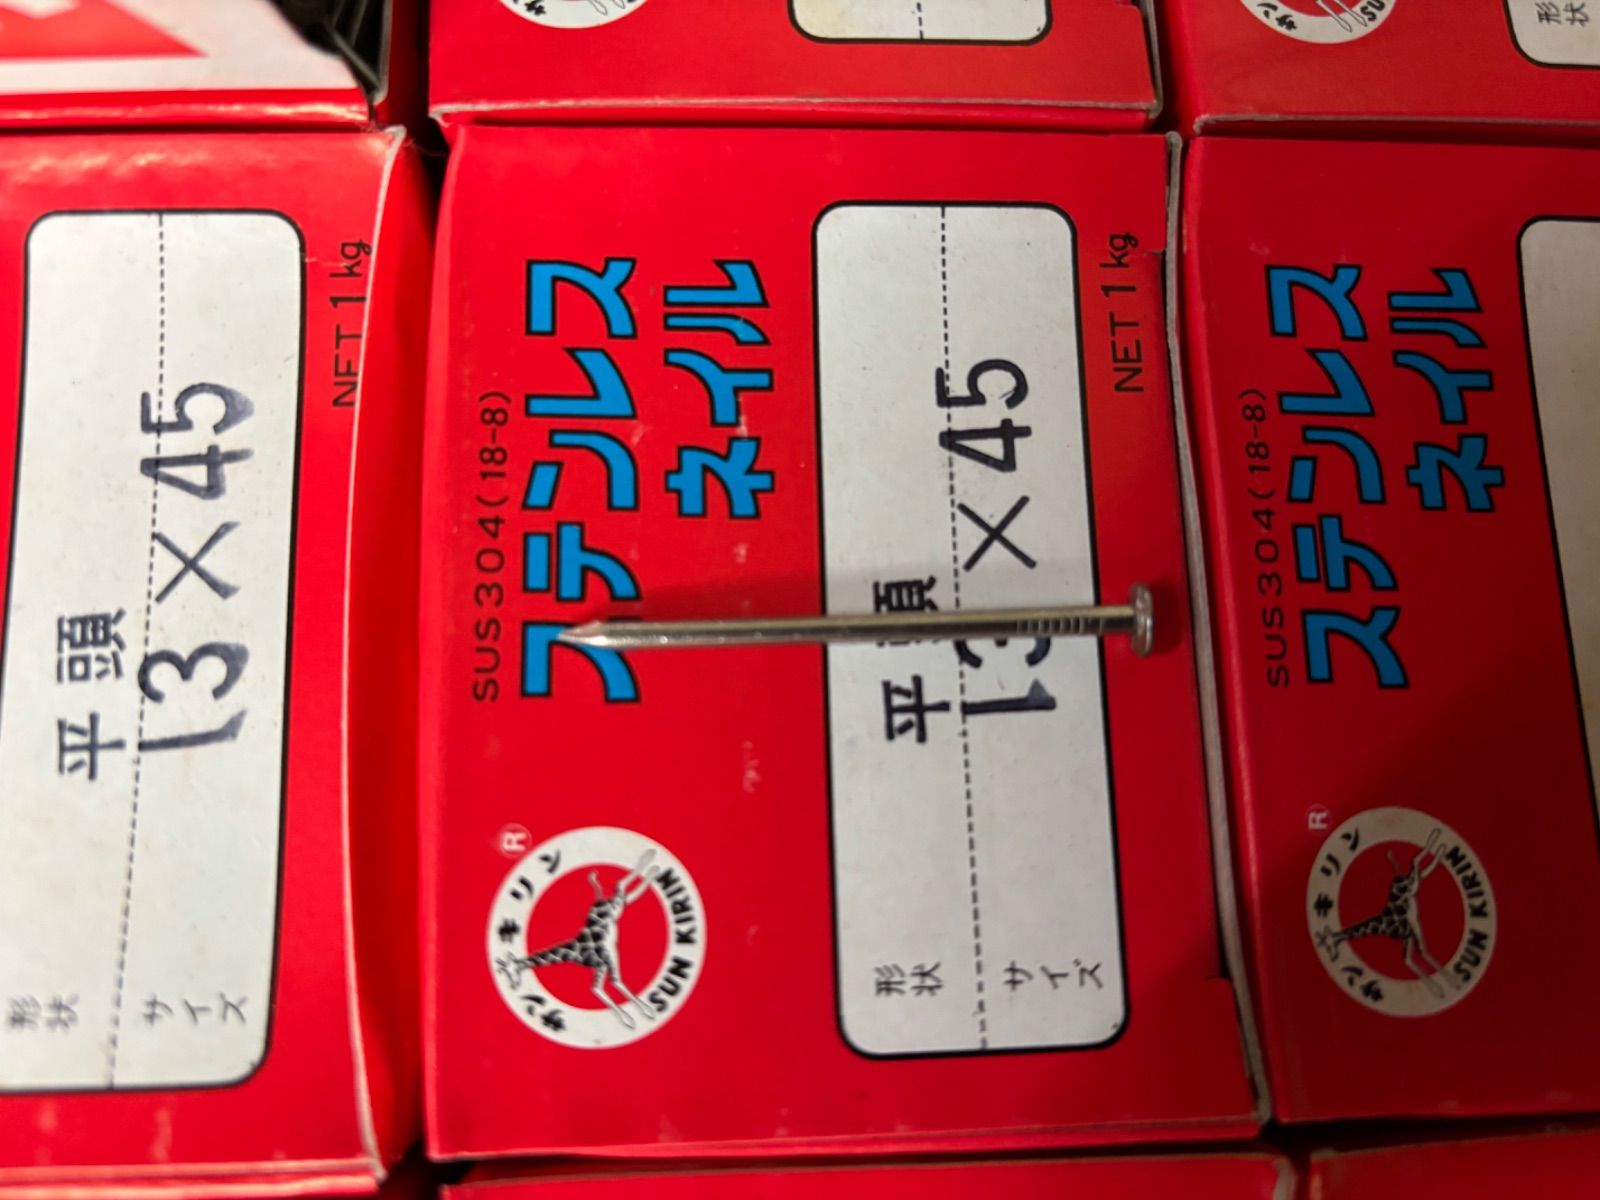 形状 平頭
サイズ 13×45
NET 1kg
SUS304(18-8)
ステンレス
ネイル
®
サンキリン
SUN KIRIN
形状 平頭
サイズ 13×45
NET 1kg
SUS304(18-8)
ステンレス
ネイル
®
サンキリン
SUN KIRIN
形状